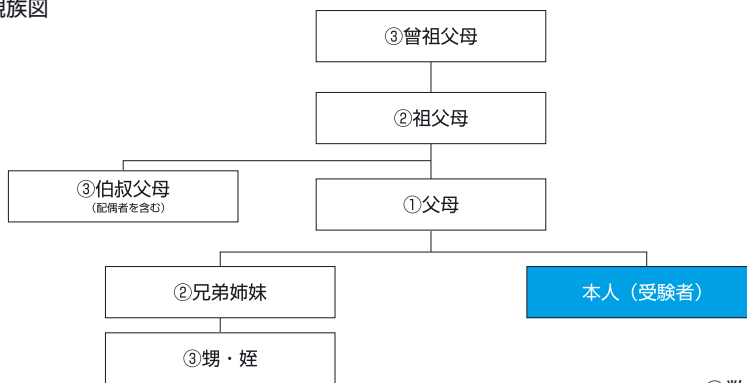 族図
③曾祖父母
②祖父母
③伯叔父母
（配偶者を含む）
①父母
②兄弟姉妹
本人（受験者）
③甥・姪